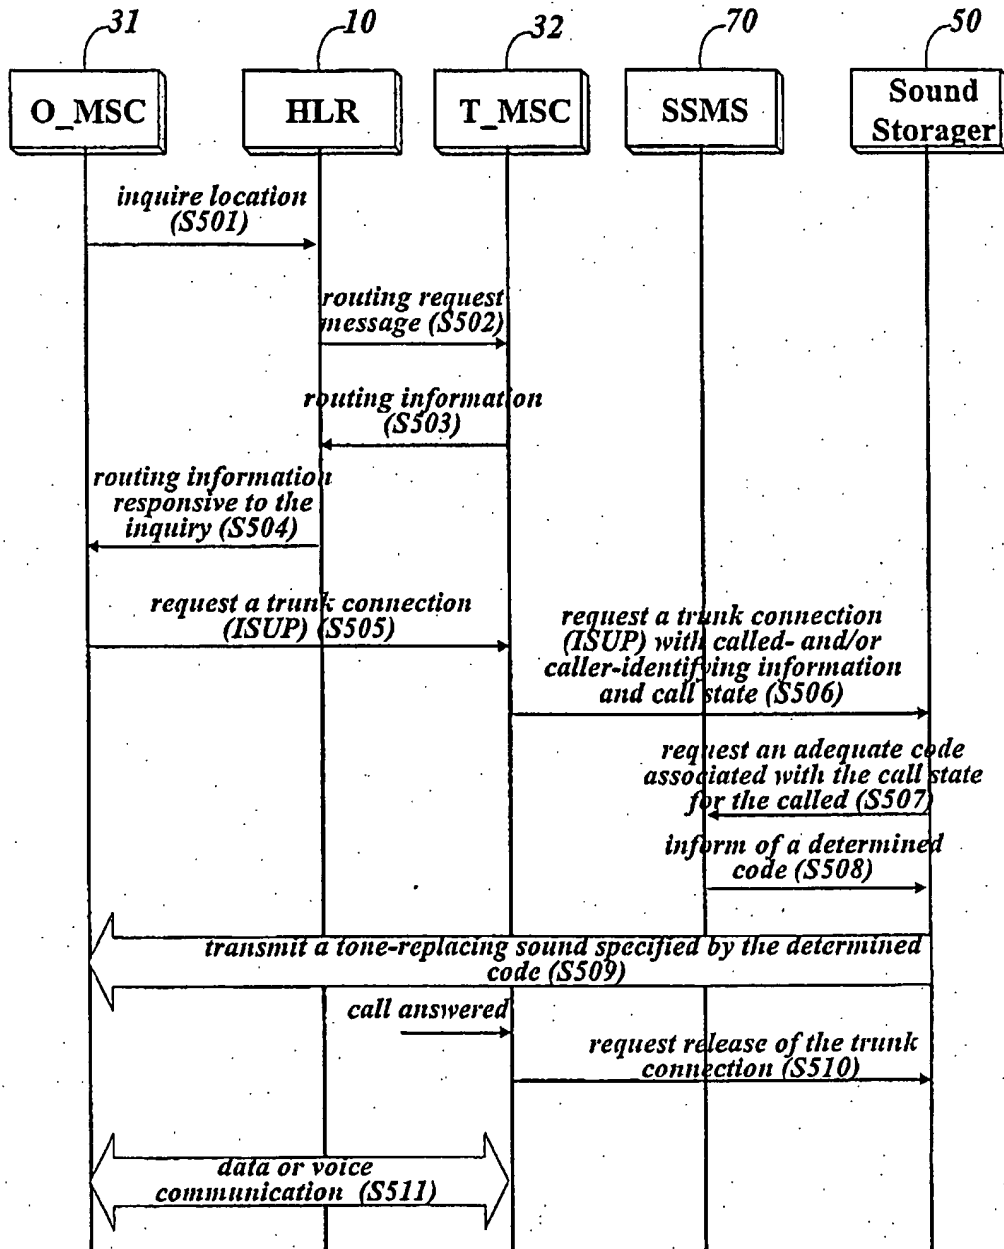 31
10
32
70
50
O_MSC
HLR
T_MSC
SSMS
Sound
Storager
inquire location
(S501)
routing request
message (S502)
routing information
(S503)
routing information
responsive to the
inquiry (S504)
request a trunk connection
(ISUP) (S505)
request a trunk connection
(ISUP) with called- and/or
caller-identifying information
and call state (S506)
request an adequate code
associated with the call state
for the called (S507)
inform of a determined
code (S508)
transmit a tone-replacing sound specified by the determined
code (S509)
call answered
request release of the trunk
connection (S510)
data or voice
communication (S511)